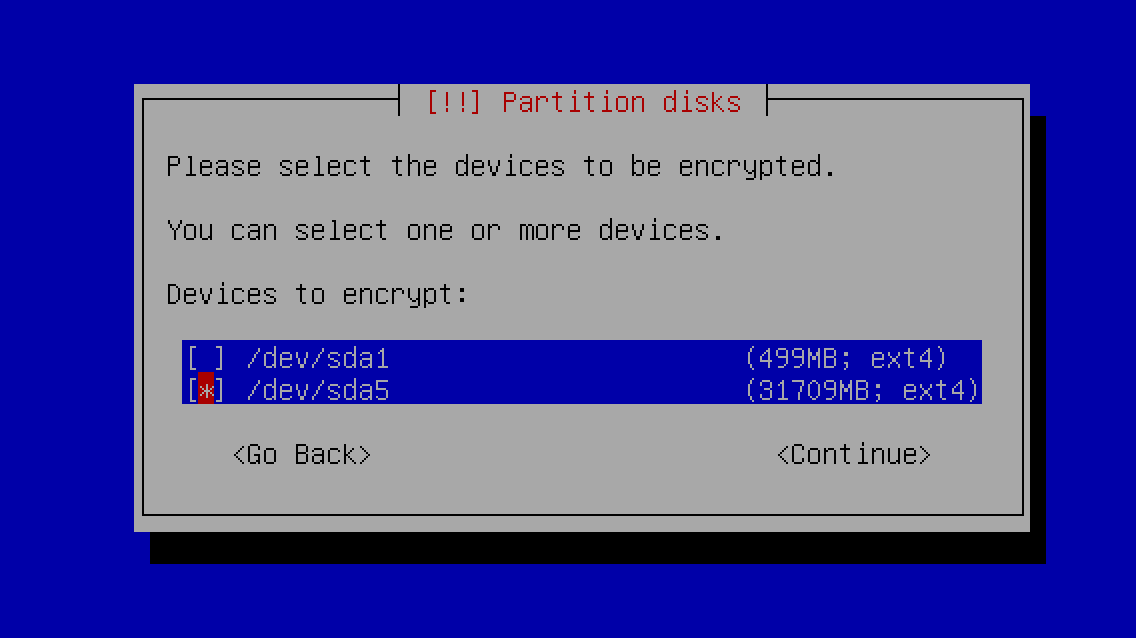 [!!] Partition disks
Please select the devices to be encrypted.
You can select one or more devices.
Devices to encrypt:
[ ] /dev/sda1 (499MB; ext4)
[*] /dev/sda5 (31709MB; ext4)
<Go Back> <Continue>